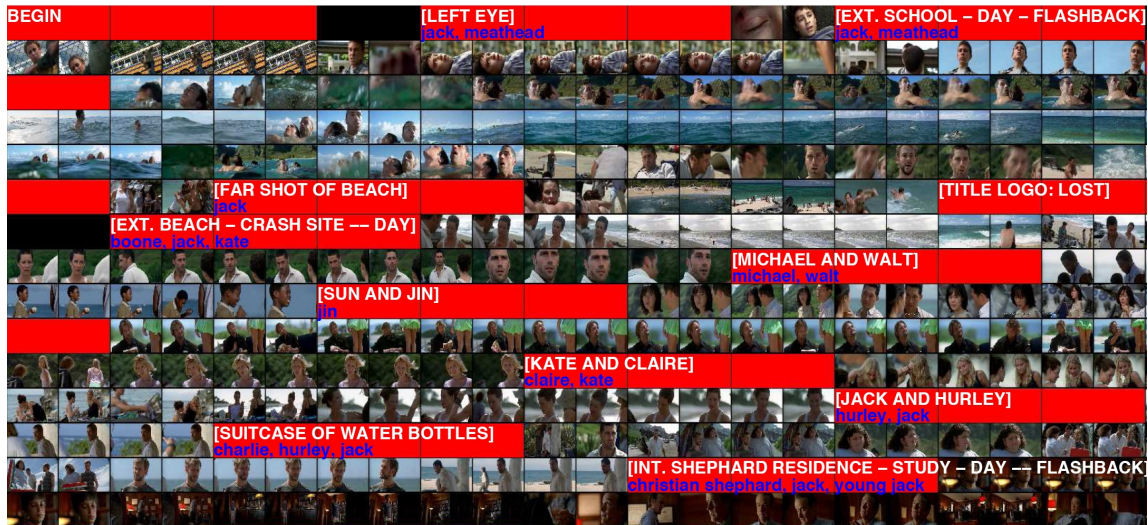 BEGIN
[LEFT EYE]
jack, meathead
[EXT. SCHOOL – DAY – FLASHBACK]
jack, meathead
[FAR SHOT OF BEACH]
jack
[TITLE LOGO: LOST]
[EXT. BEACH – CRASH SITE –– DAY]
boone, jack, kate
[MICHAEL AND WALT]
michael, walt
[SUN AND JIN]
jin
[KATE AND CLAIRE]
claire, kate
[JACK AND HURLEY]
hurley, jack
[SUITCASE OF WATER BOTTLES]
charlie, hurley, jack
[INT. SHEPHARD RESIDENCE – STUDY – DAY –– FLASHBACK]
christian shephard, jack, young jack